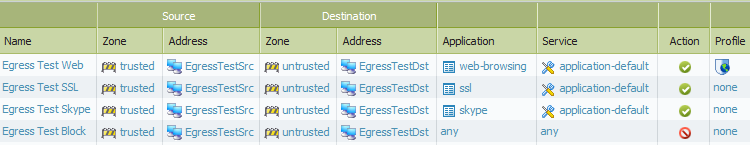 Source Destination
Name Zone Address Zone Address Application Service Action Profile
Egress Test Web trusted EgressTestSrc untrusted EgressTestDst web-browsing application-default
Egress Test SSL trusted EgressTestSrc untrusted EgressTestDst ssl application-default none
Egress Test Skype trusted EgressTestSrc untrusted EgressTestDst skype application-default none
Egress Test Block trusted EgressTestSrc untrusted EgressTestDst any any none